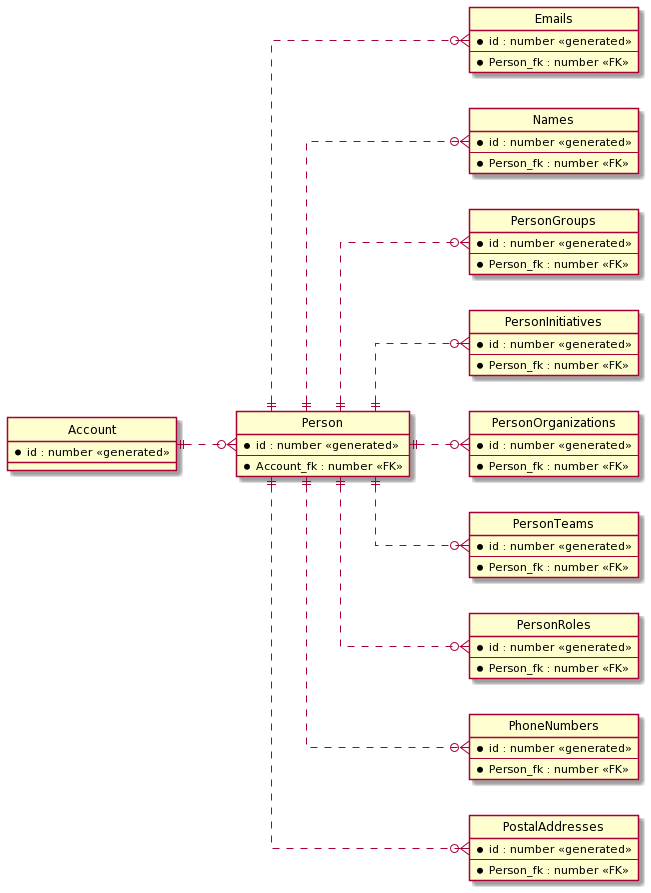 Emails
id : number «generated»
Person_fk : number «FK»
Names
id : number «generated»
Person_fk : number «FK»
PersonGroups
id : number «generated»
Person_fk : number «FK»
PersonInitiatives
id : number «generated»
Person_fk : number «FK»
Account
id : number «generated»
Person
id : number «generated»
Account_fk : number «FK»
PersonOrganizations
id : number «generated»
Person_fk : number «FK»
PersonTeams
id : number «generated»
Person_fk : number «FK»
PersonRoles
id : number «generated»
Person_fk : number «FK»
PhoneNumbers
id : number «generated»
Person_fk : number «FK»
PostalAddresses
id : number «generated»
Person_fk : number «FK»